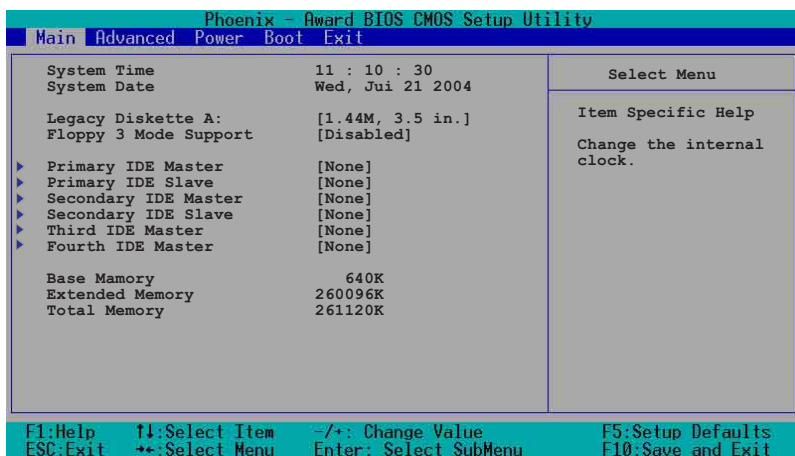 Phoenix - Award BIOS CMOS Setup Utility
Main Advanced Power Boot Exit
System Time 11 : 10 : 30
System Date Wed, Jui 21 2004
Legacy Diskette A: [1.44M, 3.5 in.]
Floppy 3 Mode Support [Disabled]
Primary IDE Master [None]
Primary IDE Slave [None]
Secondary IDE Master [None]
Secondary IDE Slave [None]
Third IDE Master [None]
Fourth IDE Master [None]
Base Mamory 640K
Extended Memory 260096K
Total Memory 261120K
Select Menu
Item Specific Help
Change the internal
clock.
F1:Help ↑↓:Select Item -/+: Change Value F5:Setup Defaults
ESC:Exit →←:Select Menu Enter: Select SubMenu F10:Save and Exit